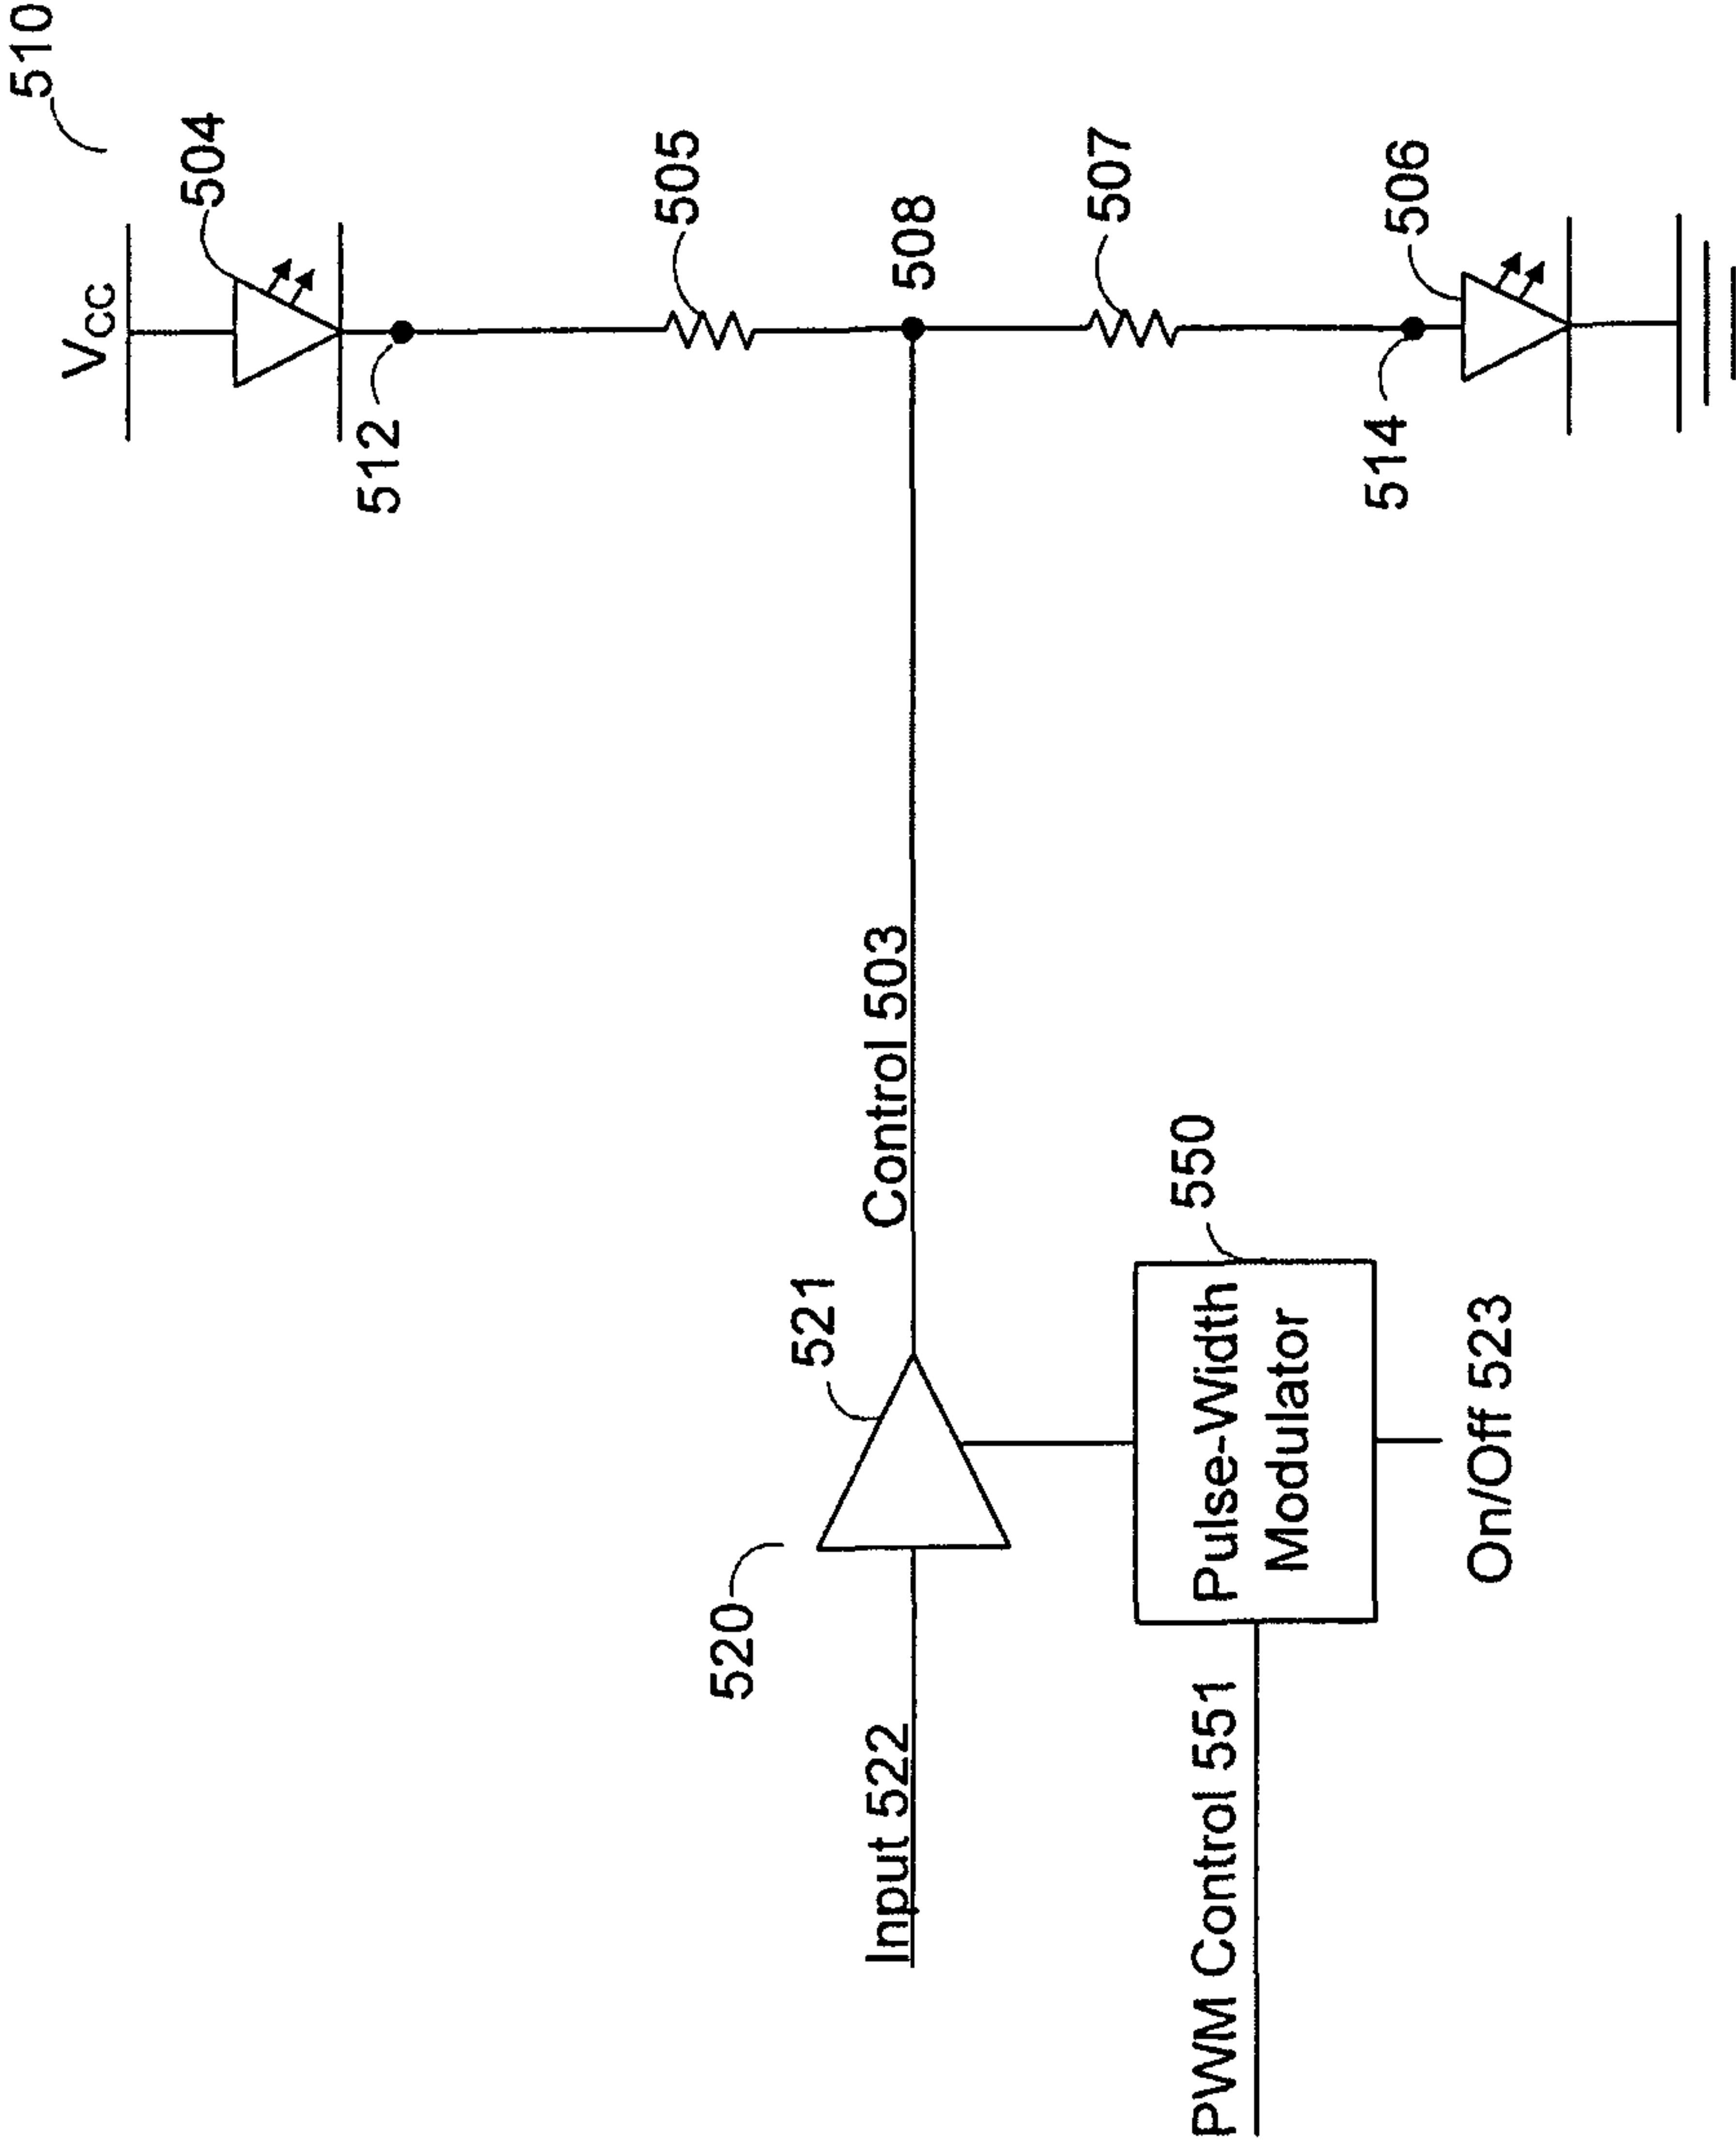 510
V_CC
504
512
505
508
507
514
506
Control 503
521
520
Input 522
550
Pulse-Width
Modulator
PWM Control 551
On/Off 523